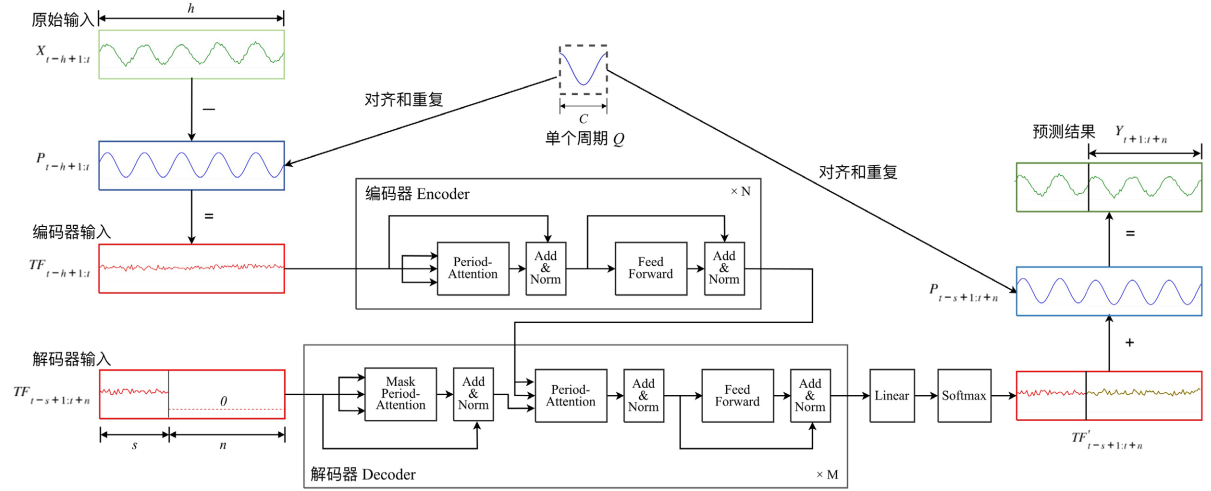 原始输入
h
X t−h+1:t
−
P t−h+1:t
=
编码器输入
TF t−h+1:t
C
单个周期 Q
对齐和重复
对齐和重复
编码器 Encoder
× N
Period-
Attention
Add
&
Norm
Feed
Forward
Add
&
Norm
解码器输入
TF t−s+1:t+n
0
s
n
Mask
Period-
Attention
Add
&
Norm
Period-
Attention
Add
&
Norm
Feed
Forward
Add
&
Norm
解码器 Decoder
× M
Linear
Softmax
预测结果
Y t+1:t+n
=
P t−s+1:t+n
+
TF′ t−s+1:t+n